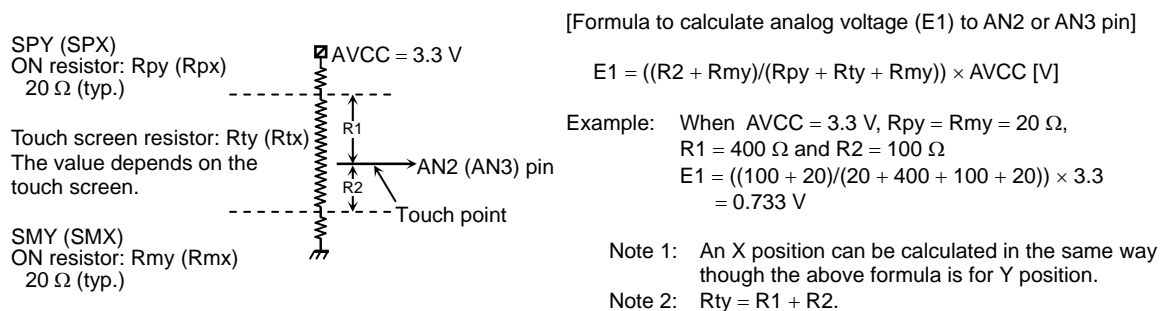 SPY (SPX)
ON resistor: Rpy (Rpx)
20 Ω (typ.)
AVCC = 3.3 V
R1
Touch screen resistor: Rty (Rtx)
The value depends on the
touch screen.
AN2 (AN3) pin
R2
Touch point
SMY (SMX)
ON resistor: Rmy (Rmx)
20 Ω (typ.)
[Formula to calculate analog voltage (E1) to AN2 or AN3 pin]
E1 = ((R2 + Rmy)/(Rpy + Rty + Rmy)) × AVCC [V]
Example: When AVCC = 3.3 V, Rpy = Rmy = 20 Ω,
R1 = 400 Ω and R2 = 100 Ω
E1 = ((100 + 20)/(20 + 400 + 100 + 20)) × 3.3
= 0.733 V
Note 1: An X position can be calculated in the same way
though the above formula is for Y position.
Note 2: Rty = R1 + R2.